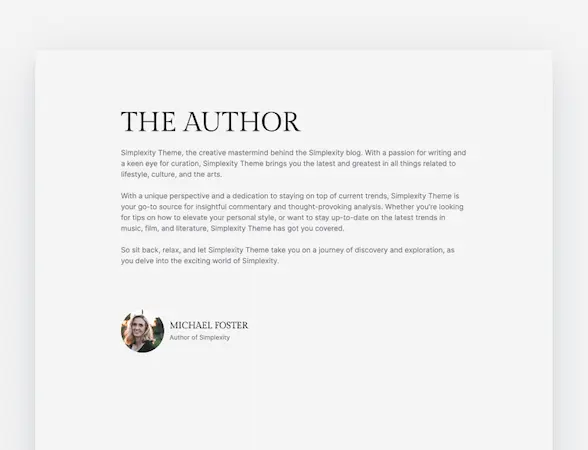 THE AUTHOR
Simplexity Theme, the creative mastermind behind the Simplexity blog. With a passion for writing and
a keen eye for curation, Simplexity Theme brings you the latest and greatest in all things related to
lifestyle, culture, and the arts.
With a unique perspective and a dedication to staying on top of current trends, Simplexity Theme is
your go-to source for insightful commentary and thought-provoking analysis. Whether you're looking
for tips on how to elevate your personal style, or want to stay up-to-date on the latest trends in
music, film, and literature, Simplexity Theme has got you covered.
So sit back, relax, and let Simplexity Theme take you on a journey of discovery and exploration, as
you delve into the exciting world of Simplexity.
MICHAEL FOSTER
Author of Simplexity